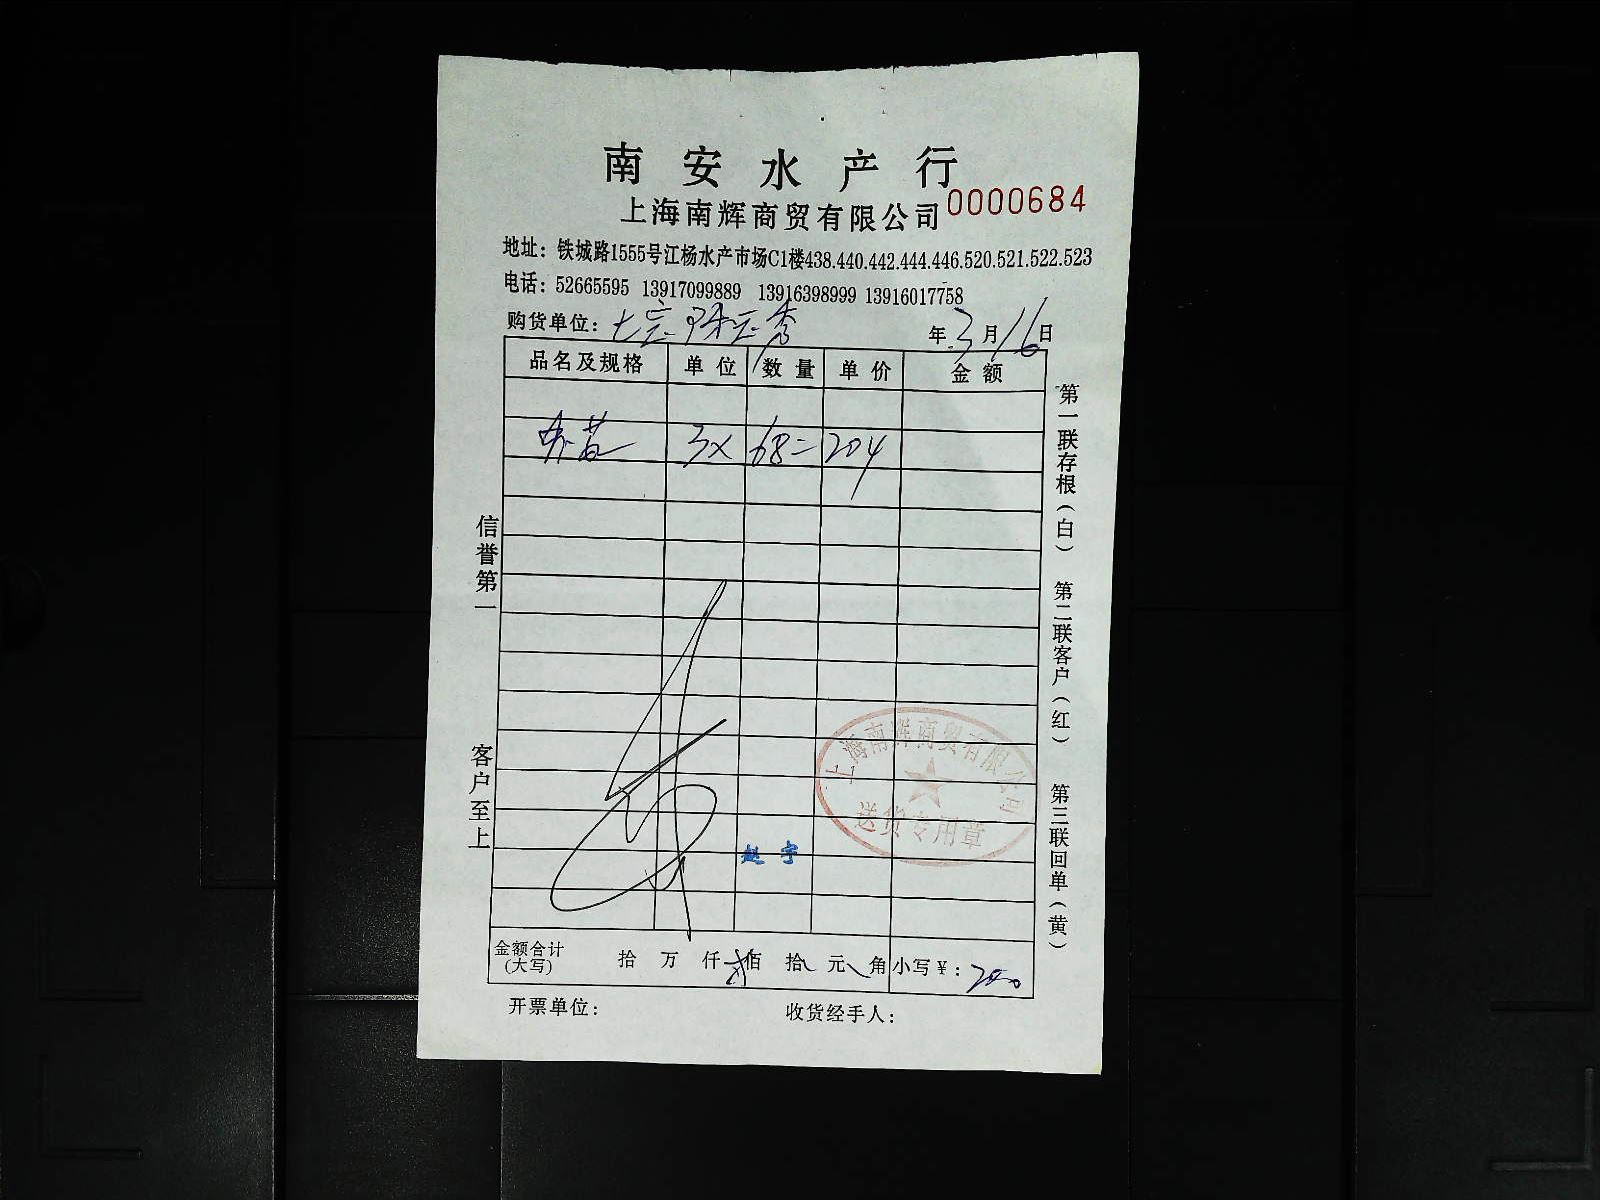 南安水产行
上海南辉商贸有限公司 0000684
地址：铁城路1555号江杨水产市场C1楼438.440.442.444.446.520.521.522.523
电话：52665595 13917099889 13916398999 13916017758
购货单位： 年3月16日
品名及规格 单位 数量 单价 金额
3× 68= 204
信誉第一
客户至上
第一联存根（白） 第二联客户（红） 第三联回单（黄）
上海南辉商贸有限公司
送货专用章
赵宇
金额合计（大写） 拾 万 仟 贰佰 拾 元 角 小写￥：200
开票单位： 收货经手人：